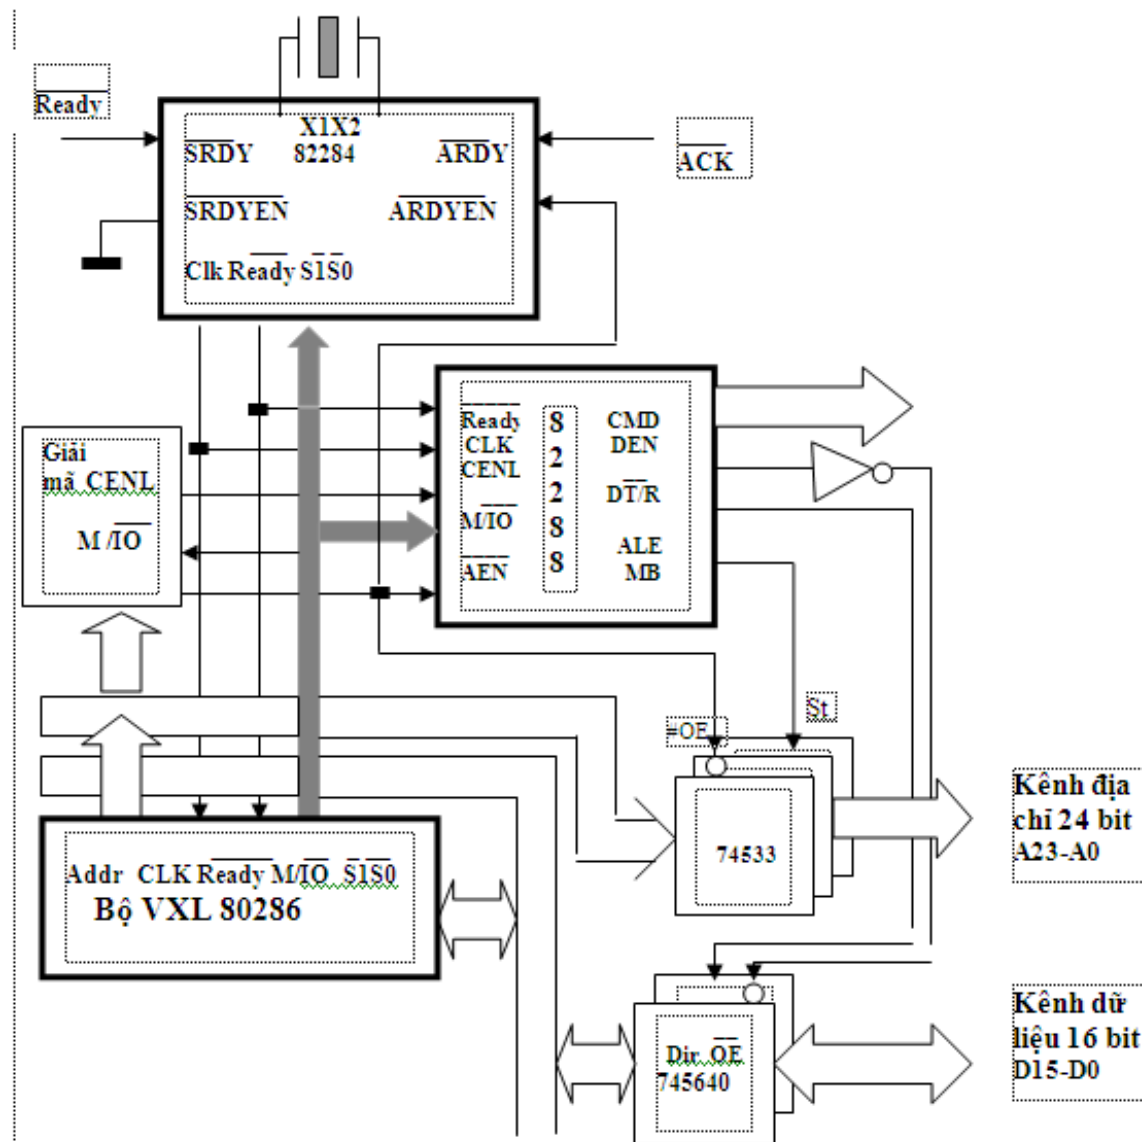 Ready
X1X2
SRDY 82284 ARDY
ACK
SRDYEN ARDYEN
Clk Ready S1S0
Giãi
mã CENL
M /IO
Ready
CLK
CENL
M/IO
AEN
8
2
2
8
8
CMD
DEN
DT/R
ALE
MB
St
#OE
74533
Kênh địa
chỉ 24 bit
A23-A0
Addr CLK Ready M/IO S1S0
Bộ VXL 80286
Dir OE
745640
Kênh dữ
liệu 16 bit
D15-D0